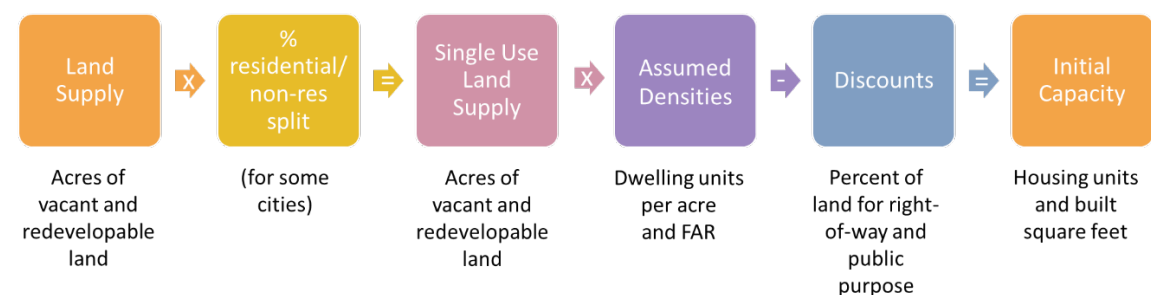 Land
Supply
x
%
residential/
non-res
split
=
Single Use
Land
Supply
x
Assumed
Densities
-
Discounts
=
Initial
Capacity
Acres of
vacant and
redevelopable
land
(for some
cities)
Acres of
vacant and
redevelopable
land
Dwelling units
per acre
and FAR
Percent of
land for right-
of-way and
public
purpose
Housing units
and built
square feet